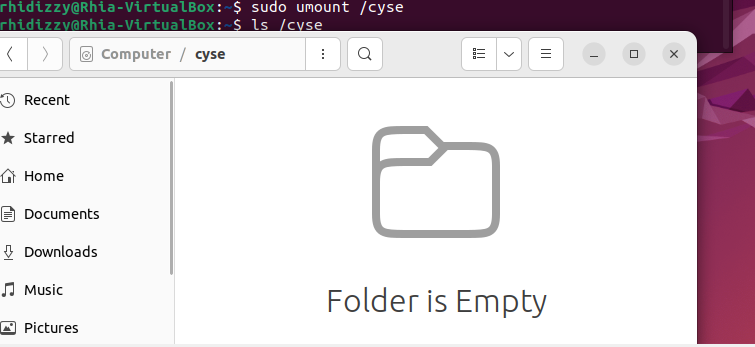 rhidizzy@Rhia-VirtualBox:~$ sudo umount /cyse
rhidizzy@Rhia-VirtualBox:~$ ls /cyse
Computer / cyse
Recent
Starred
Home
Documents
Downloads
Music
Pictures
Folder is Empty